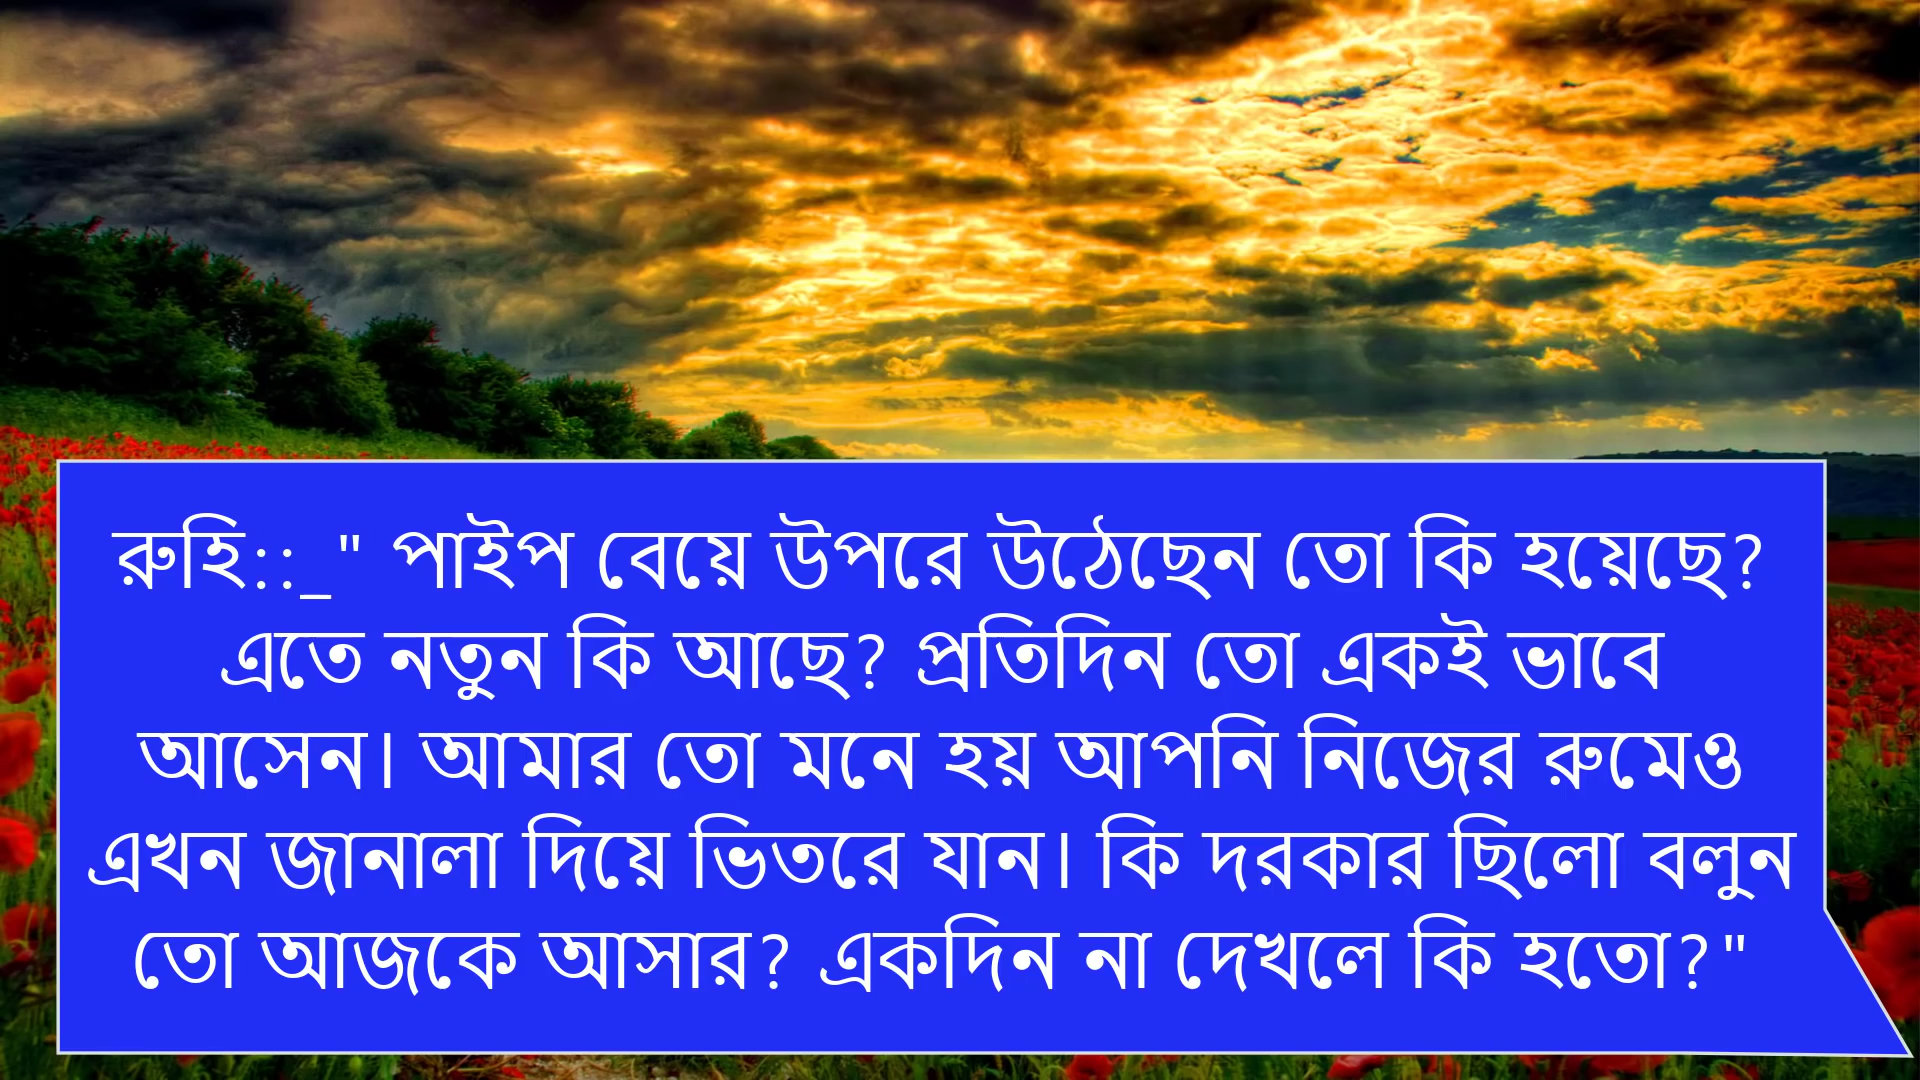 রুহি::_" পাইপ বেয়ে উপরে উঠেছেন তো কি হয়েছে?
এতে নতুন কি আছে? প্রতিদিন তো একই ভাবে
আসেন। আমার তো মনে হয় আপনি নিজের রুমেও
এখন জানালা দিয়ে ভিতরে যান। কি দরকার ছিলো বলুন
তো আজকে আসার? একদিন না দেখলে কি হতো?"